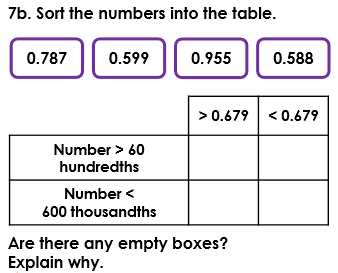 7b. Sort the numbers into the table.
0.787 0.599 0.955 0.588
> 0.679 < 0.679
Number > 60
hundredths
Number <
600 thousandths
Are there any empty boxes?
Explain why.